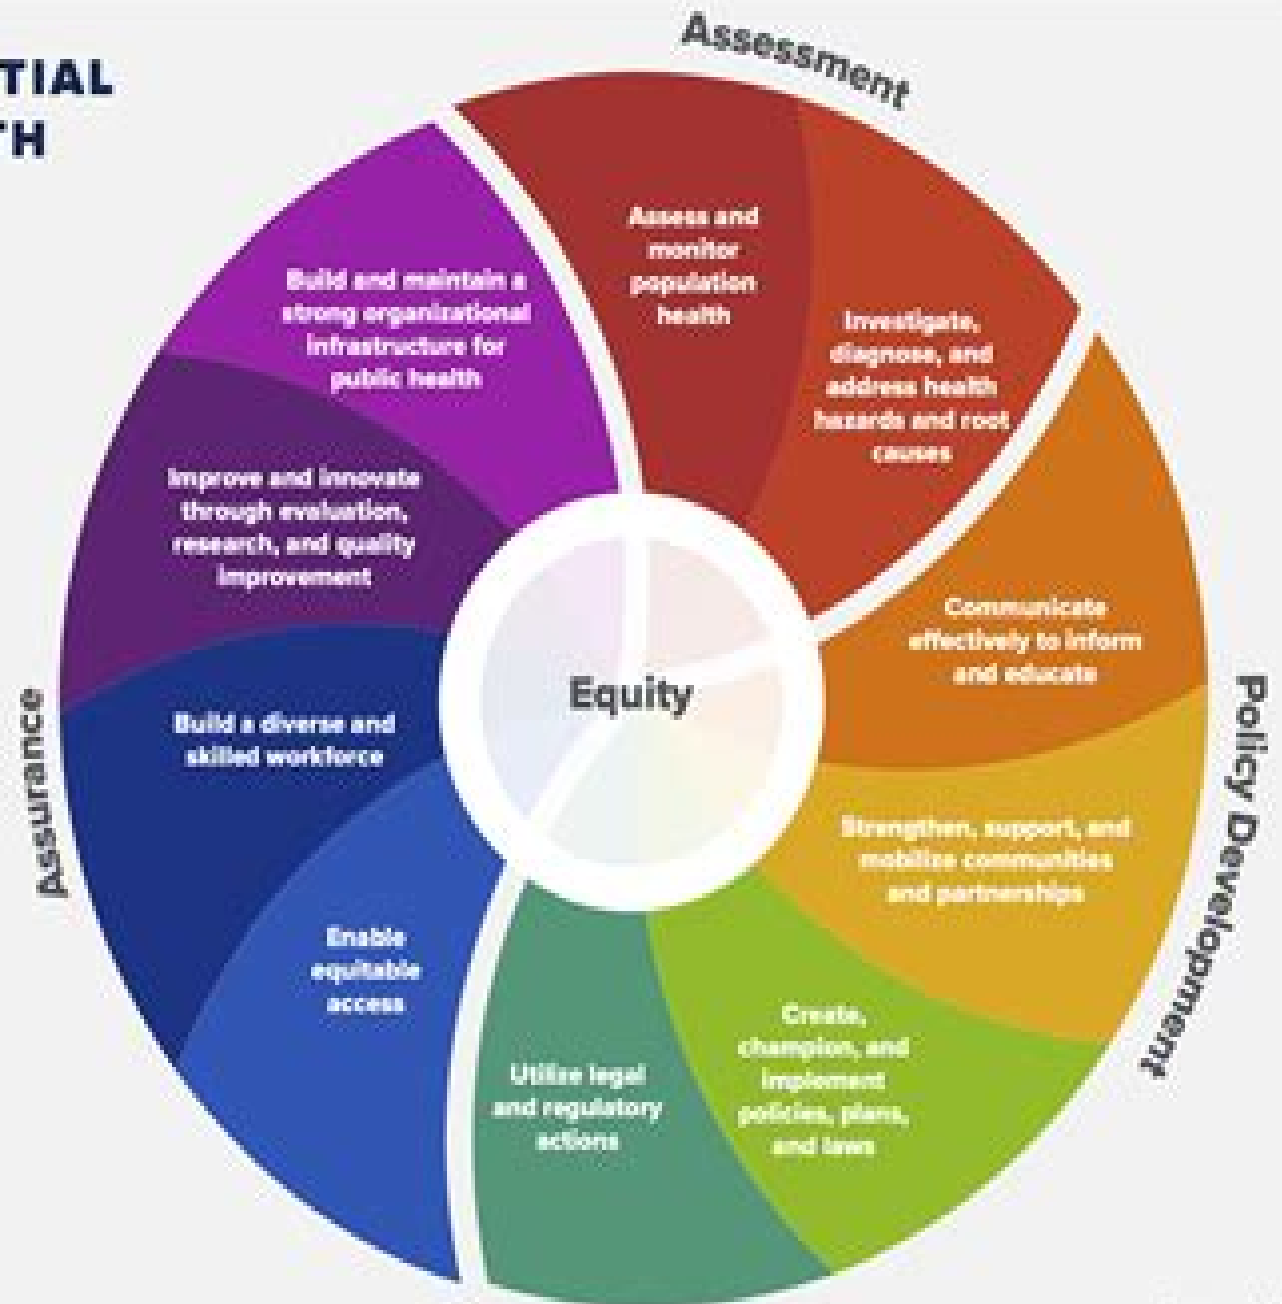 TIAL
TH
Assessment
Assess and
monitor
population
health
Investigate,
diagnose, and
address health
hazards and root
causes
Policy Development
Communicate
effectively to inform
and educate
Strengthen, support, and
mobilize communities
and partnerships
Create,
champion, and
implement
policies, plans,
and laws
Utilize legal
and regulatory
actions
Assurance
Enable
equitable
access
Build a diverse and
skilled workforce
Improve and innovate
through evaluation,
research, and quality
improvement
Build and maintain a
strong organizational
infrastructure for
public health
Equity